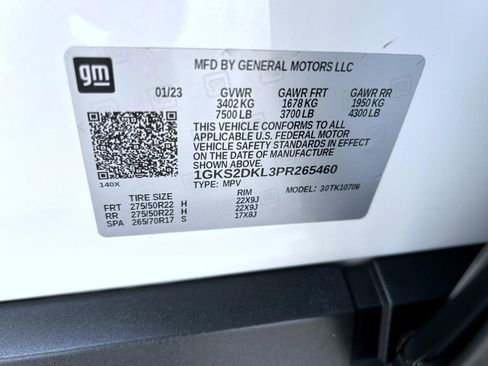 gm
MFD BY GENERAL MOTORS LLC
01/23 GVWR GAWR FRT GAWR RR
3402 KG 1678 KG 1950 KG
7500 LB 3700 LB 4300 LB
THIS VEHICLE CONFORMS TO ALL
APPLICABLE U.S. FEDERAL MOTOR
VEHICLE SAFETY STANDARDS IN EFFECT
ON THE DATE OF MANUFACTURE
SHOWN ABOVE.
1GKS2DKL3PR265460
TYPE: MPV MODEL: 30TK10706
140X
TIRE SIZE RIM
FRT 275/50R22 H 22X9J
RR 275/50R22 H 22X9J
SPA 265/70R17 S 17X8J